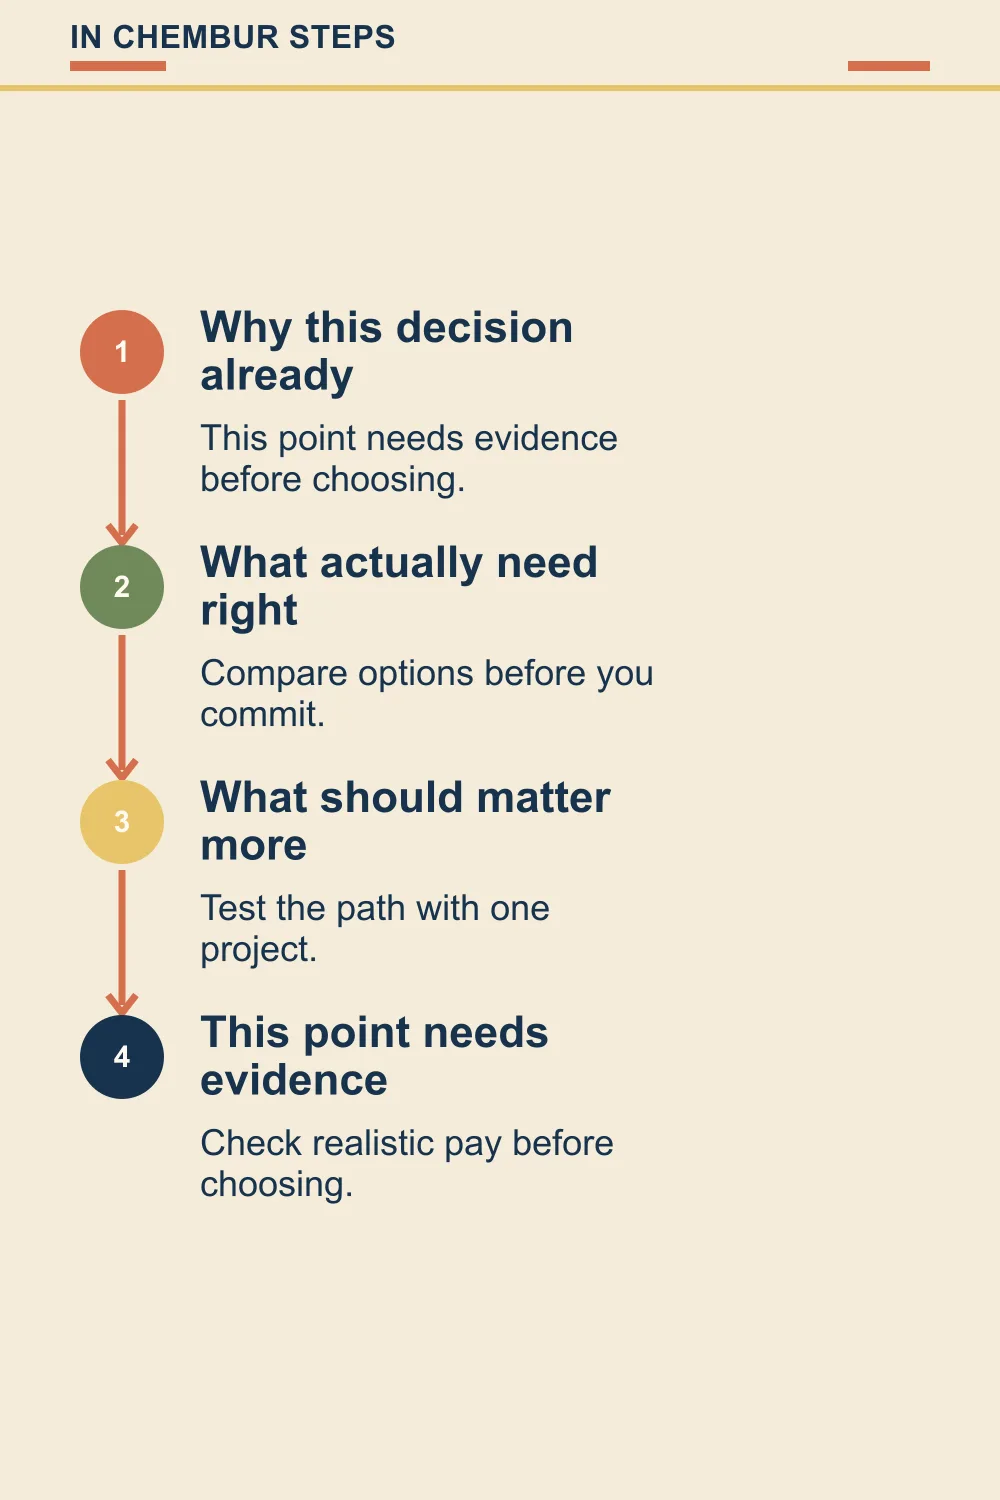 IN CHEMBUR STEPS
1
Why this decision
already
This point needs evidence
before choosing.
2
What actually need
right
Compare options before you
commit.
3
What should matter
more
Test the path with one
project.
4
This point needs
evidence
Check realistic pay before
choosing.